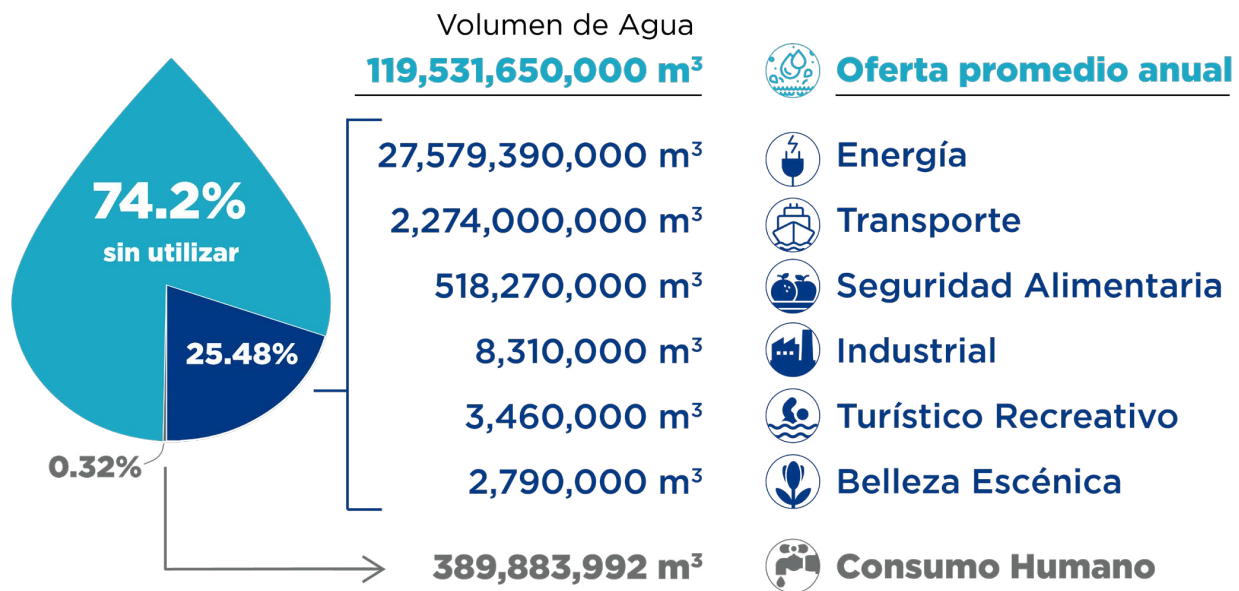 Volumen de Agua
119,531,650,000 m³ Oferta promedio anual
27,579,390,000 m³ Energía
2,274,000,000 m³ Transporte
518,270,000 m³ Seguridad Alimentaria
8,310,000 m³ Industrial
3,460,000 m³ Turístico Recreativo
2,790,000 m³ Belleza Escénica
389,883,992 m³ Consumo Humano
74.2%
sin utilizar
25.48%
0.32%